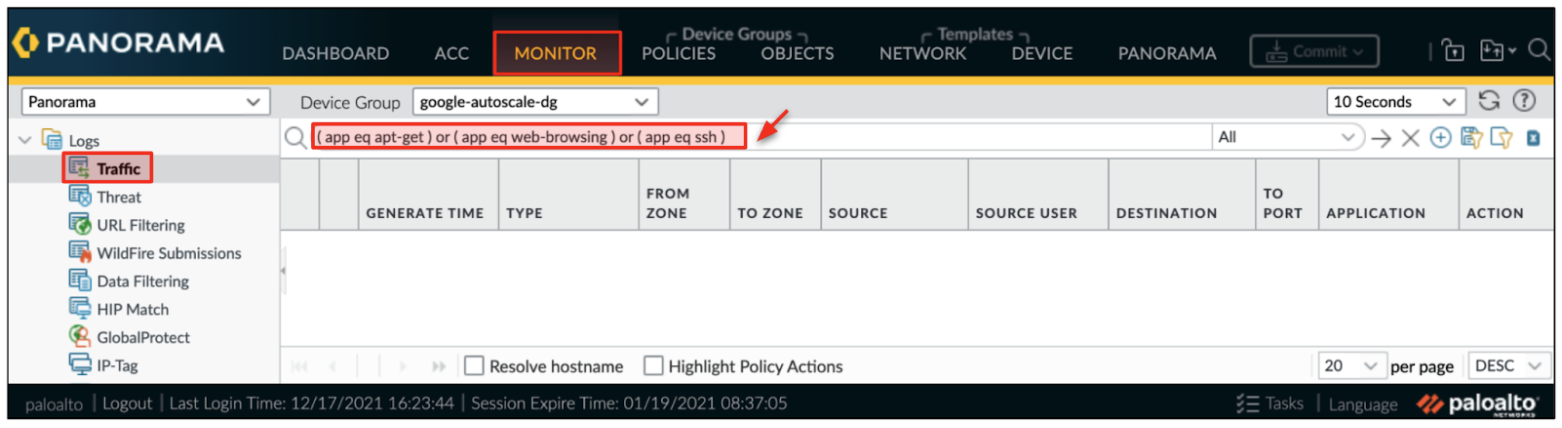 PANORAMA
DASHBOARD ACC MONITOR Device Groups POLICIES OBJECTS Templates NETWORK DEVICE PANORAMA Commit
Panorama Device Group google-autoscale-dg 10 Seconds
Logs
( app eq apt-get ) or ( app eq web-browsing ) or ( app eq ssh ) All
Traffic
Threat
URL Filtering
WildFire Submissions
Data Filtering
HIP Match
GlobalProtect
IP-Tag
GENERATE TIME TYPE FROM ZONE TO ZONE SOURCE SOURCE USER DESTINATION TO PORT APPLICATION ACTION
Resolve hostname Highlight Policy Actions 20 per page DESC
paloalto | Logout | Last Login Time: 12/17/2021 16:23:44 | Session Expire Time: 01/19/2021 08:37:05 Tasks | Language paloalto NETWORKS